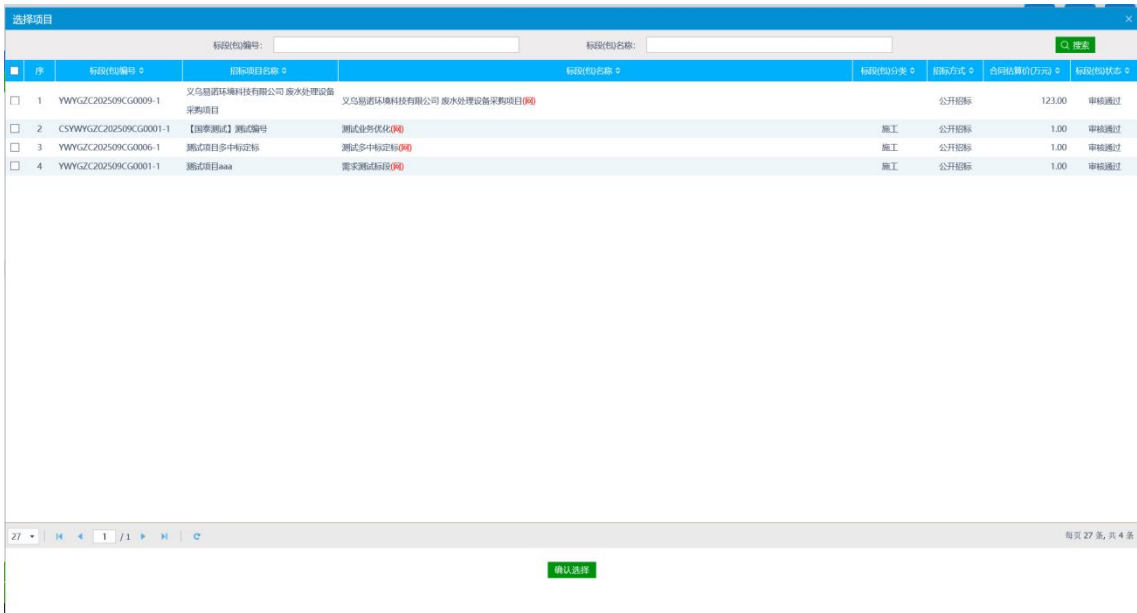 选择项目
×
标段(包)编号:
标段(包)名称:
搜索
序 标段(包)编号 招标项目名称 标段(包)名称 标段(包)分类 招标方式 合同估算价(万元) 标段(包)状态
1 YWYGZC202509CG0009-1 义乌易诺环境科技有限公司 废水处理设备
采购项目 义乌易诺环境科技有限公司 废水处理设备采购项目(网) 公开招标 123.00 审核通过
2 CSYWYGZC202509CG0001-1 【国泰测试】测试编号 测试业务优化(网) 施工 公开招标 1.00 审核通过
3 YWYGZC202509CG0006-1 测试项目多中标定标 测试多中标定标(网) 施工 公开招标 1.00 审核通过
4 YWYGZC202509CG0001-1 测试项目aaa 需求测试标段(网) 施工 公开招标 1.00 审核通过
27 1 /1 每页 27 条, 共 4 条
确认选择